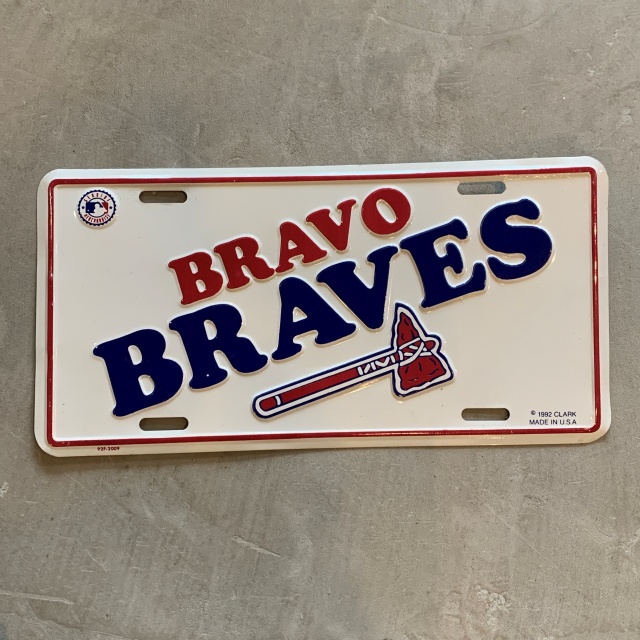 BRAVO
BRAVES
© 1992 CLARK
MADE IN U.S.A
92F-2009